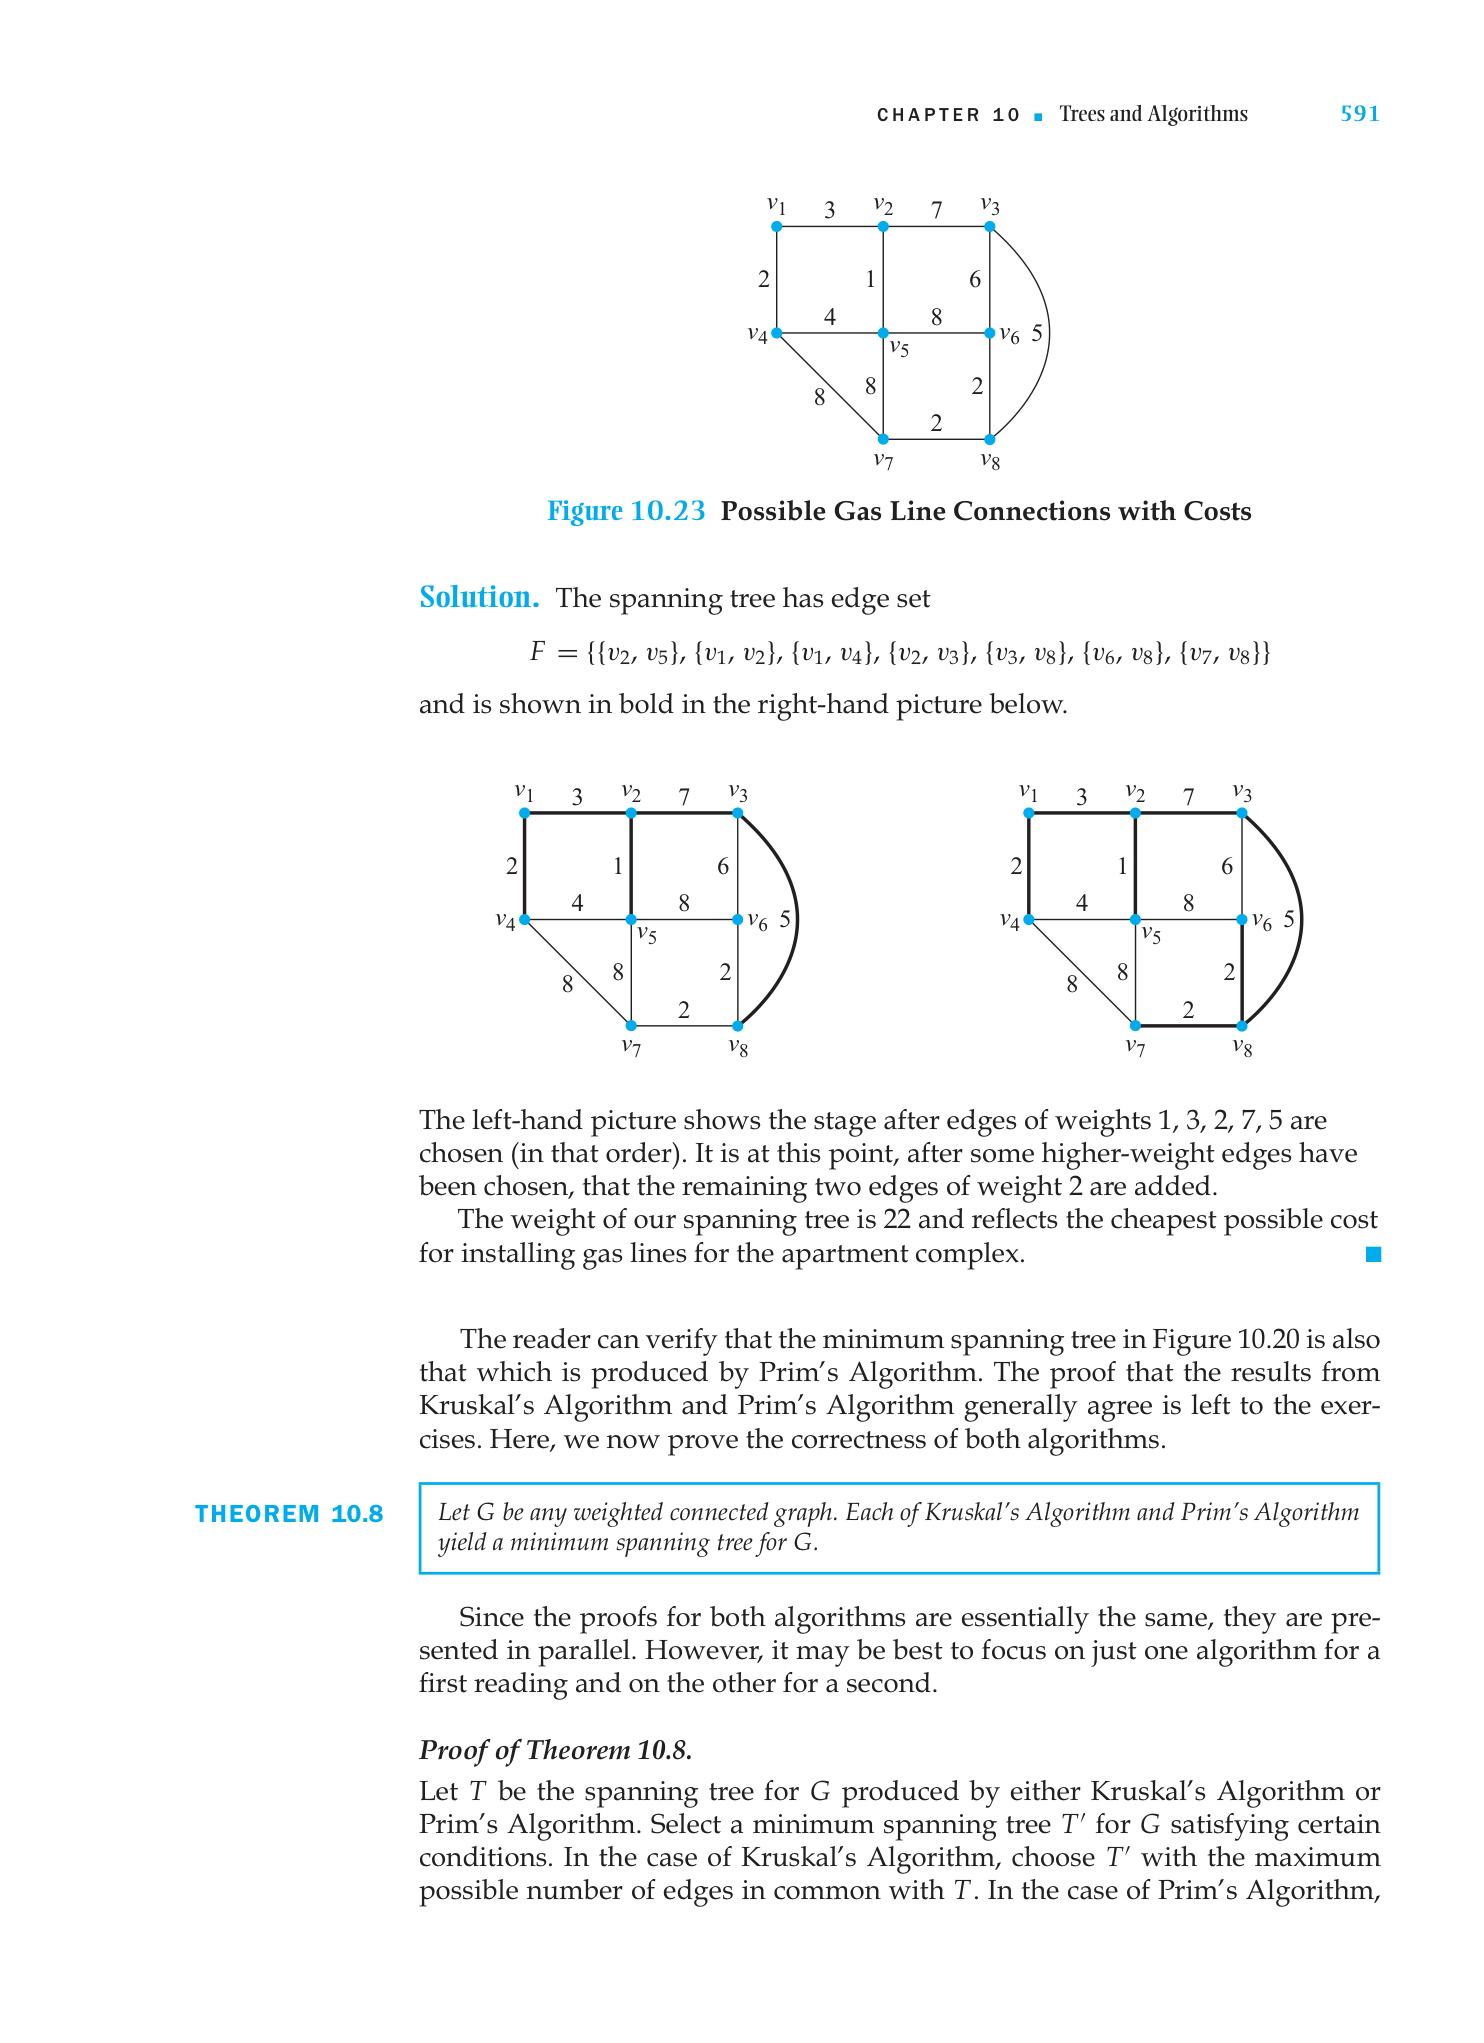 CHAPTER 10 ■ Trees and Algorithms 591
v1 3 v2 7 v3
2 1 6
4 8
v4 v5 v6 5
8 8 2
2
v7 v8
Figure 10.23 Possible Gas Line Connections with Costs
Solution. The spanning tree has edge set
F = {{v2, v5}, {v1, v2}, {v1, v4}, {v2, v3}, {v3, v8}, {v6, v8}, {v7, v8}}
and is shown in bold in the right-hand picture below.
v1 3 v2 7 v3
2 1 6
4 8
v4 v5 v6 5
8 8 2
2
v7 v8
v1 3 v2 7 v3
2 1 6
4 8
v4 v5 v6 5
8 8 2
2
v7 v8
The left-hand picture shows the stage after edges of weights 1, 3, 2, 7, 5 are
chosen (in that order). It is at this point, after some higher-weight edges have
been chosen, that the remaining two edges of weight 2 are added.
The weight of our spanning tree is 22 and reflects the cheapest possible cost
for installing gas lines for the apartment complex. ■
The reader can verify that the minimum spanning tree in Figure 10.20 is also
that which is produced by Prim's Algorithm. The proof that the results from
Kruskal's Algorithm and Prim's Algorithm generally agree is left to the exer-
cises. Here, we now prove the correctness of both algorithms.
THEOREM 10.8
Let G be any weighted connected graph. Each of Kruskal's Algorithm and Prim's Algorithm
yield a minimum spanning tree for G.
Since the proofs for both algorithms are essentially the same, they are pre-
sented in parallel. However, it may be best to focus on just one algorithm for a
first reading and on the other for a second.
Proof of Theorem 10.8.
Let T be the spanning tree for G produced by either Kruskal's Algorithm or
Prim's Algorithm. Select a minimum spanning tree T′ for G satisfying certain
conditions. In the case of Kruskal's Algorithm, choose T′ with the maximum
possible number of edges in common with T. In the case of Prim's Algorithm,